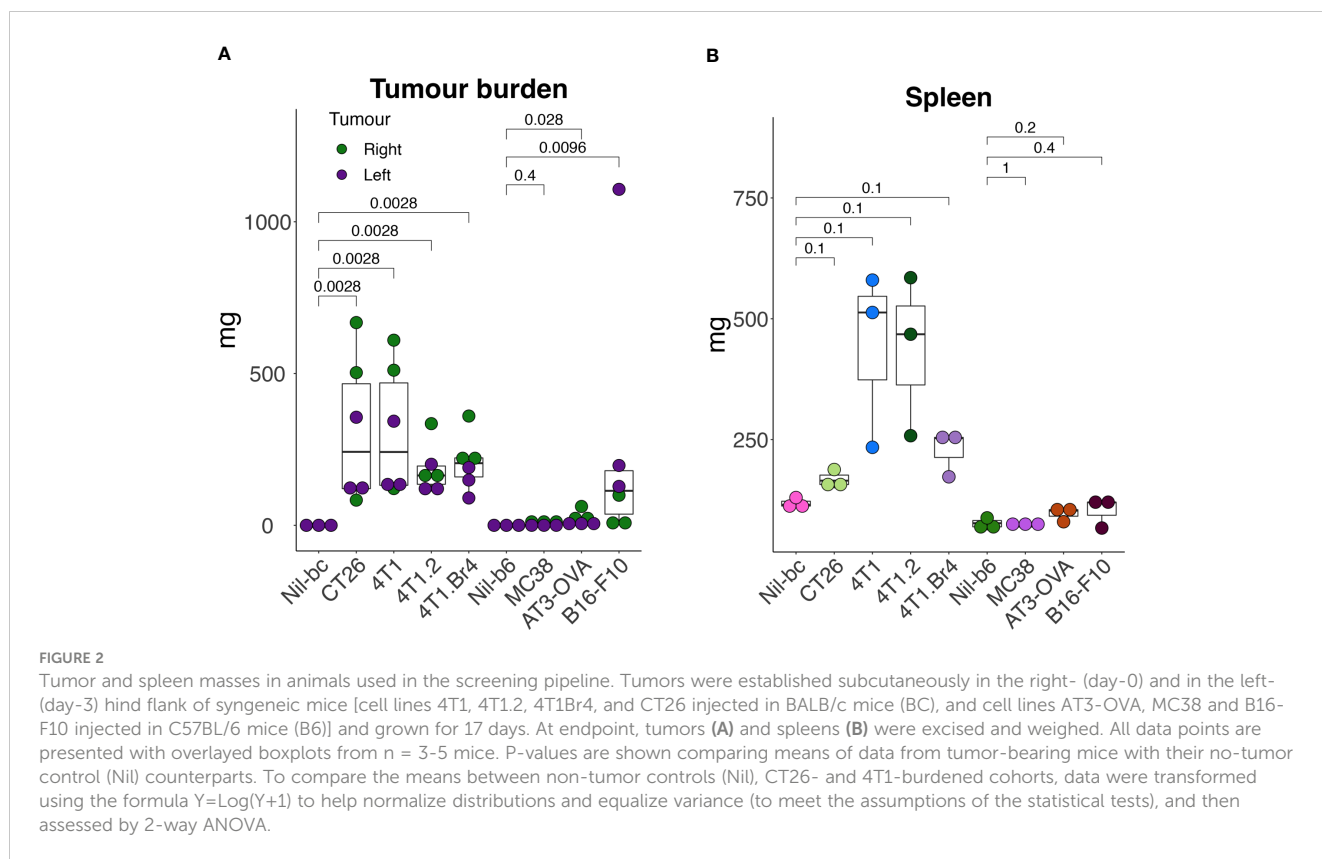 A
Tumour burden
Tumour
Right
Left
0.028
0.0096
0.4
0.0028
0.0028
0.0028
0.0028
mg
1000
500
0
Nil-bc
CT26
4T1
4T1.2
4T1.Br4
Nil-b6
MC38
AT3-OVA
B16-F10
B
Spleen
0.2
0.4
1
0.1
0.1
0.1
0.1
mg
750
500
250
Nil-bc
CT26
4T1
4T1.2
4T1.Br4
Nil-b6
MC38
AT3-OVA
B16-F10
FIGURE 2
Tumor and spleen masses in animals used in the screening pipeline. Tumors were established subcutaneously in the right- (day-0) and in the left-
(day-3) hind flank of syngeneic mice [cell lines 4T1, 4T1.2, 4T1Br4, and CT26 injected in BALB/c mice (BC), and cell lines AT3-OVA, MC38 and B16-
F10 injected in C57BL/6 mice (B6)] and grown for 17 days. At endpoint, tumors (A) and spleens (B) were excised and weighed. All data points are
presented with overlayed boxplots from n = 3-5 mice. P-values are shown comparing means of data from tumor-bearing mice with their no-tumor
control (Nil) counterparts. To compare the means between non-tumor controls (Nil), CT26- and 4T1-burdened cohorts, data were transformed
using the formula Y=Log(Y+1) to help normalize distributions and equalize variance (to meet the assumptions of the statistical tests), and then
assessed by 2-way ANOVA.